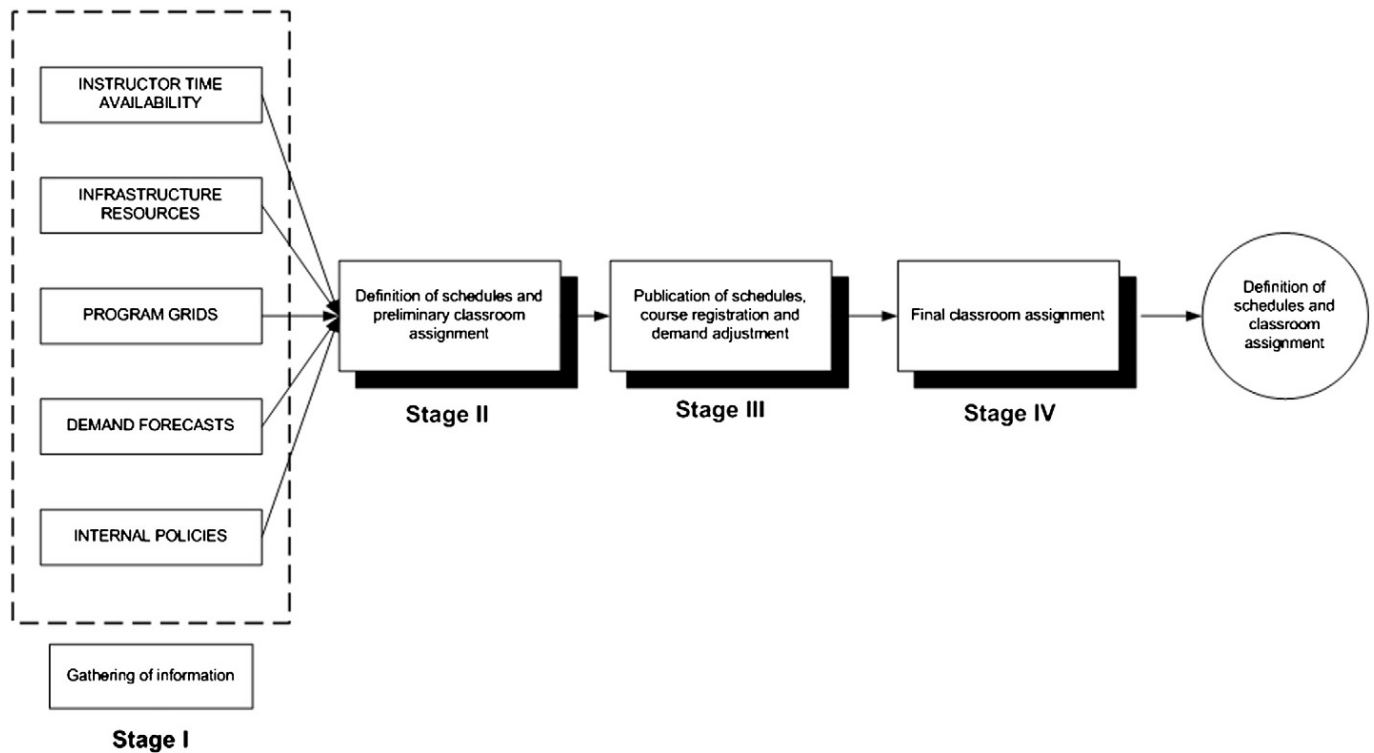 INSTRUCTOR TIME
AVAILABILITY
INFRASTRUCTURE
RESOURCES
PROGRAM GRIDS
DEMAND FORECASTS
INTERNAL POLICIES
Gathering of information
Stage I
Definition of schedules and
preliminary classroom
assignment
Stage II
Publication of schedules,
course registration and
demand adjustment
Stage III
Final classroom assignment
Stage IV
Definition of
schedules and
classroom
assignment